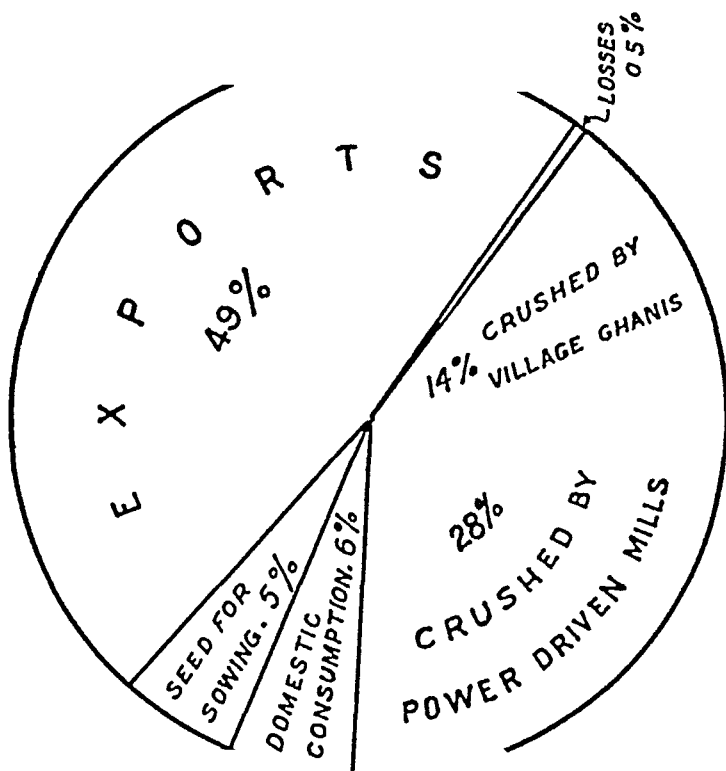 LOSSES
0 5%
EXPORTS
49%
14% CRUSHED BY
VILLAGE GHANIS
28%
CRUSHED BY
POWER DRIVEN MILLS
SEED FOR
SOWING. 5%
DOMESTIC
CONSUMPTION. 6%